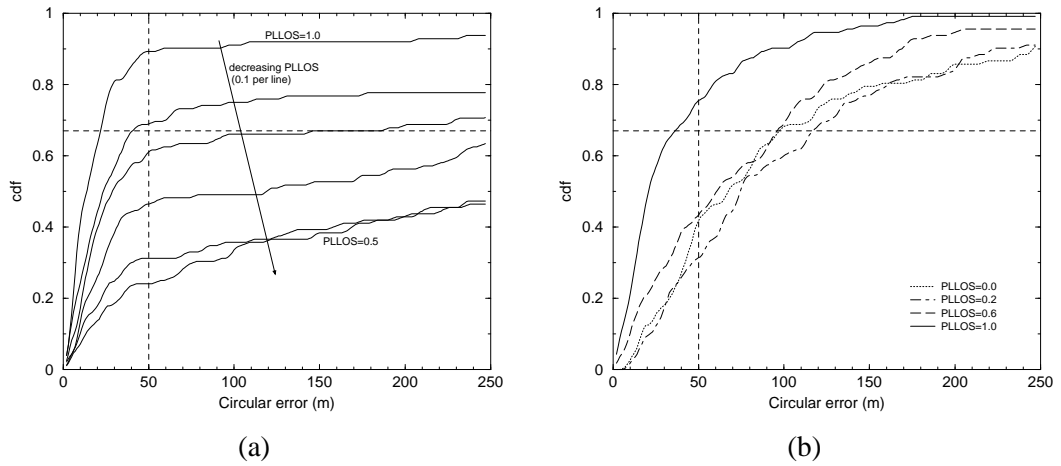 1
0.8
0.6
0.4
0.2
0
cdf
0 50 100 150 200 250
Circular error (m)
PLLOS=1.0
decreasing PLLOS
(0.1 per line)
PLLOS=0.5
(a)
1
0.8
0.6
0.4
0.2
0
cdf
0 50 100 150 200 250
Circular error (m)
PLLOS=0.0
PLLOS=0.2
PLLOS=0.6
PLLOS=1.0
(b)